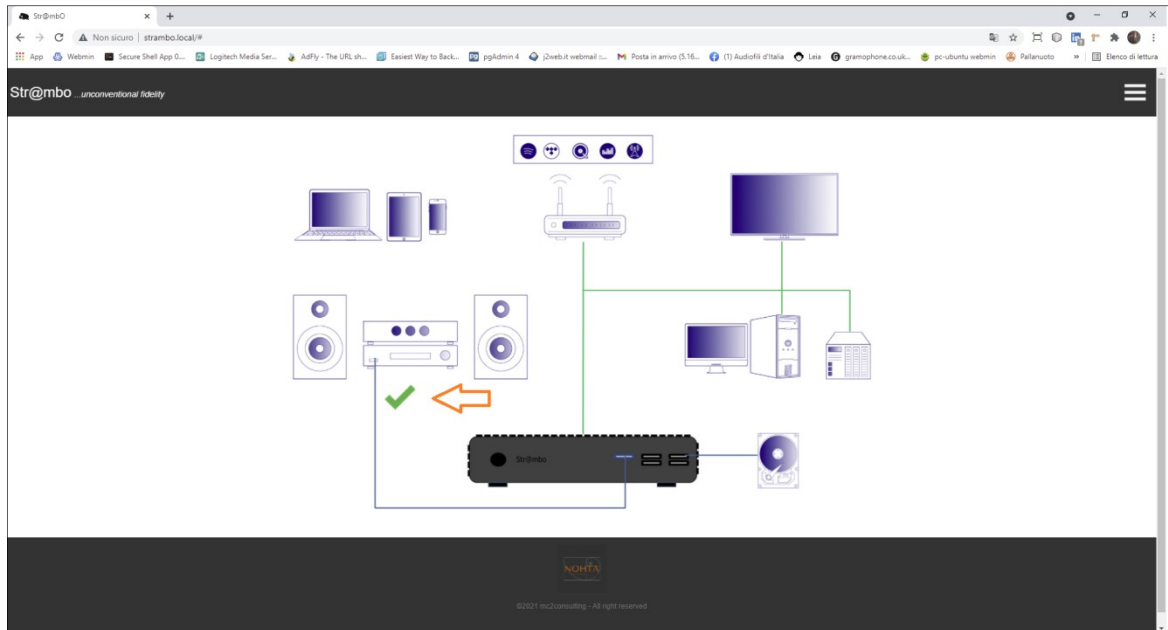 Str@mbO
Non sicuro | strambo.local/#
App Webmin Secure Shell App 0... Logitech Media Ser... AdFly - The URL sh... Easiest Way to Back... pgAdmin 4 j2web.it webmail ::... Posta in arrivo (5.16... (1) Audiofili d'Italia Leia gramophone.co.uk... pc-ubuntu webmin Pallanuoto » Elenco di lettura
Str@mbo ...unconventional fidelity
Str@mbo
NOHTA
©2021 mc2consulting - All right reserved